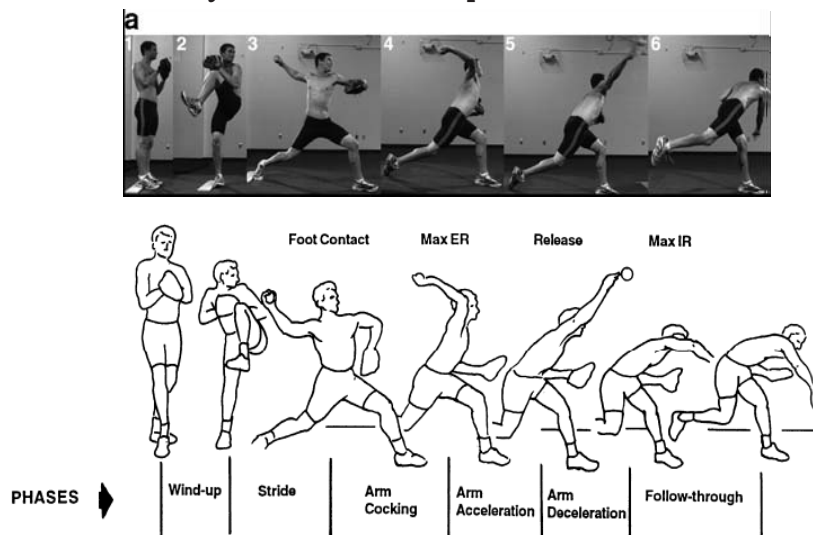 a
1 2 3 4 5 6
Foot Contact Max ER Release Max IR
PHASES Wind-up Stride Arm Cocking Arm Acceleration Arm Deceleration Follow-through